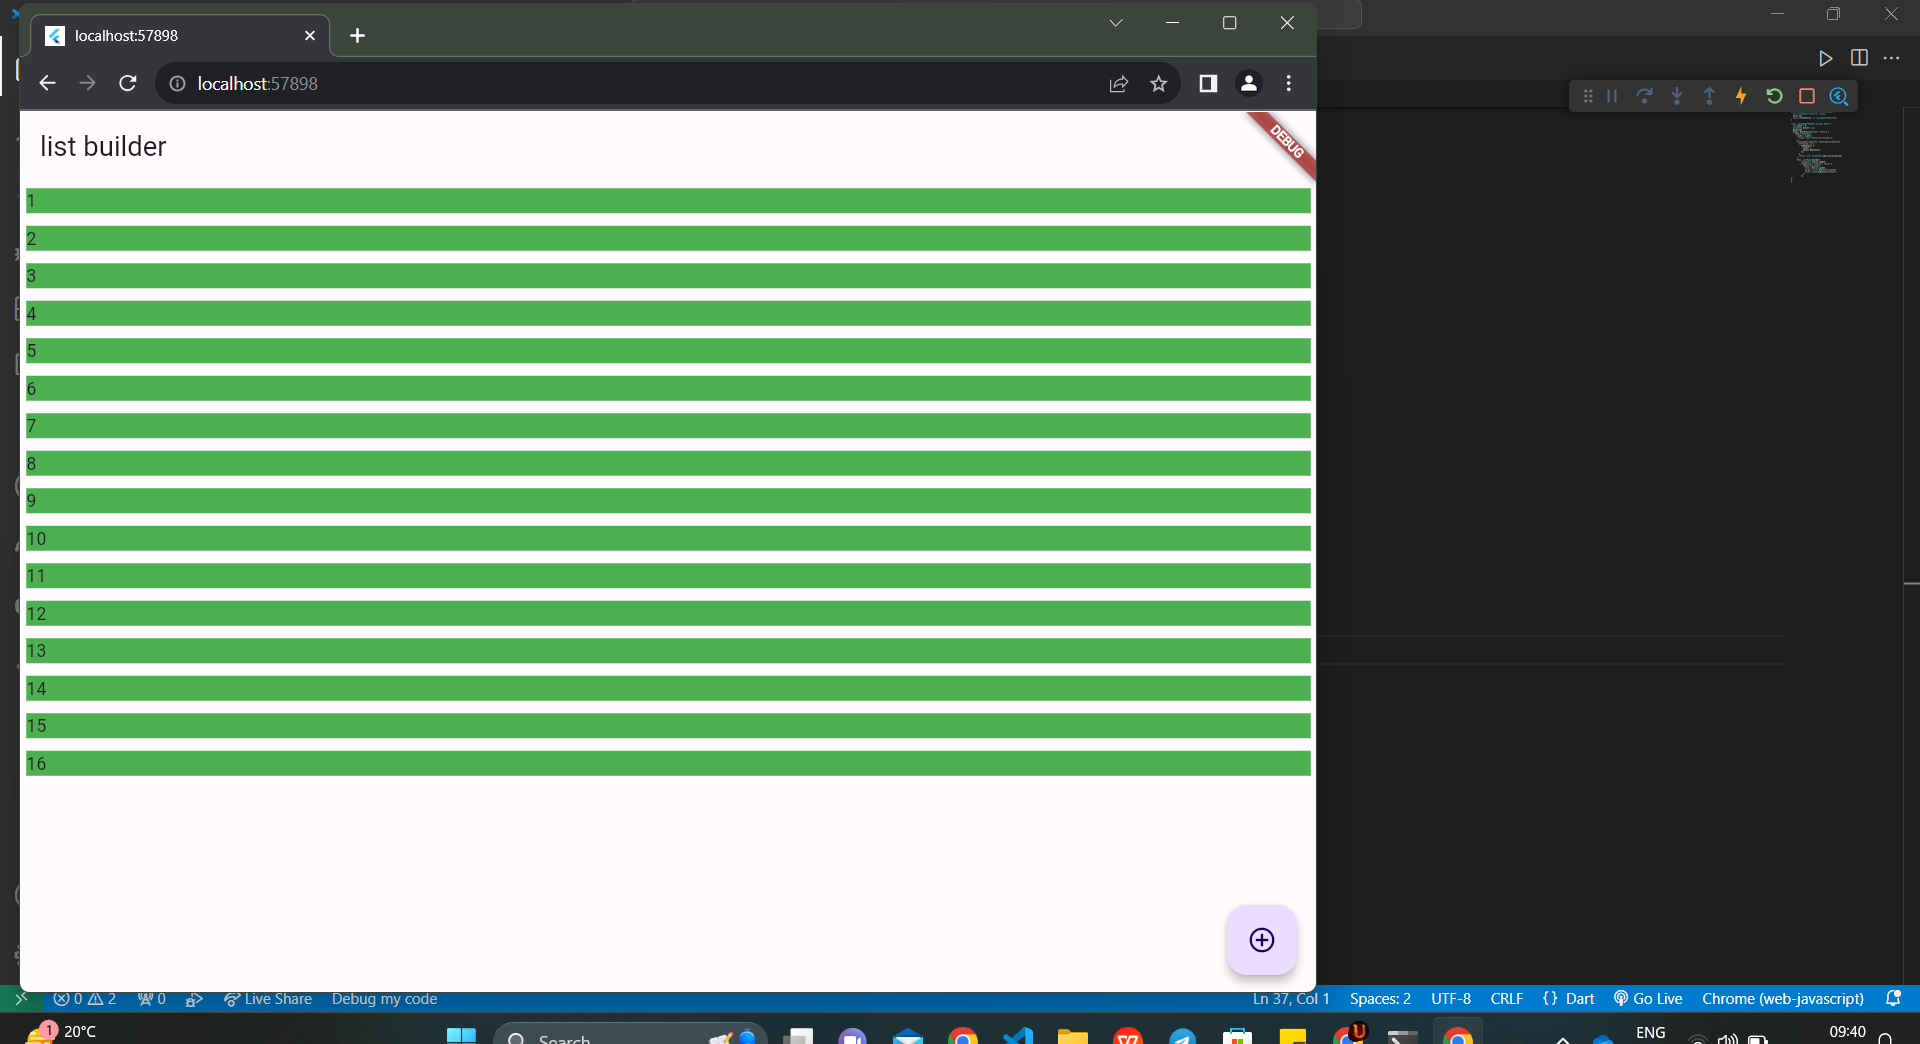 localhost:57898
localhost:57898
list builder
DEBUG
1
2
3
4
5
6
7
8
9
10
11
12
13
14
15
16
0 2 0 Live Share Debug my code Ln 37, Col 1 Spaces: 2 UTF-8 CRLF {} Dart Go Live Chrome (web-javascript)
1 20°C Search ENG 09:40